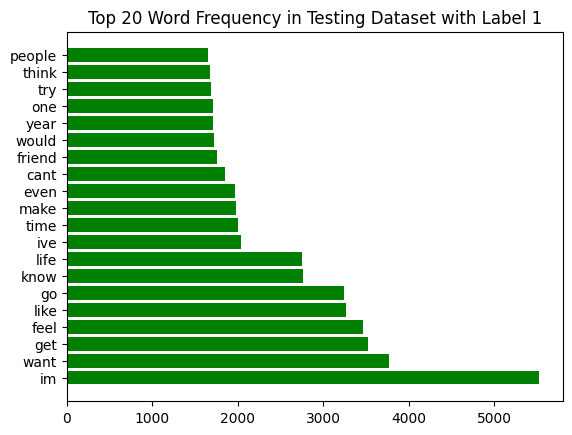 Top 20 Word Frequency in Testing Dataset with Label 1
people
think
try
one
year
would
friend
cant
even
make
time
ive
life
know
go
like
feel
get
want
im
0 1000 2000 3000 4000 5000